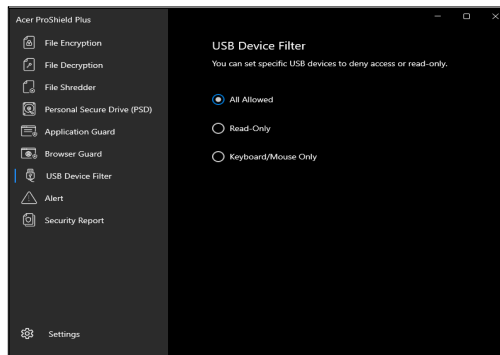 Acer ProShield Plus
File Encryption
File Decryption
File Shredder
Personal Secure Drive (PSD)
Application Guard
Browser Guard
USB Device Filter
Alert
Security Report
Settings
USB Device Filter
You can set specific USB devices to deny access or read-only.
All Allowed
Read-Only
Keyboard/Mouse Only